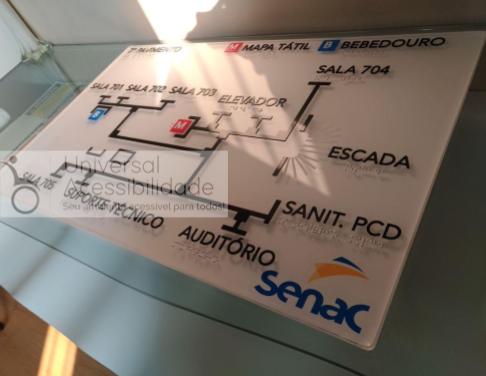 7º PAVIMENTO M MAPA TÁTIL B BEBEDOURO
SALA 704
SALA 701 SALA 702 SALA 703
ELEVADOR
B
M
ESCADA
Universal
Acessibilidade
Seu ambiente acessível para todos!
SALA 705
SUPORTE TÉCNICO
SANIT. PCD
AUDITÓRIO
Senac